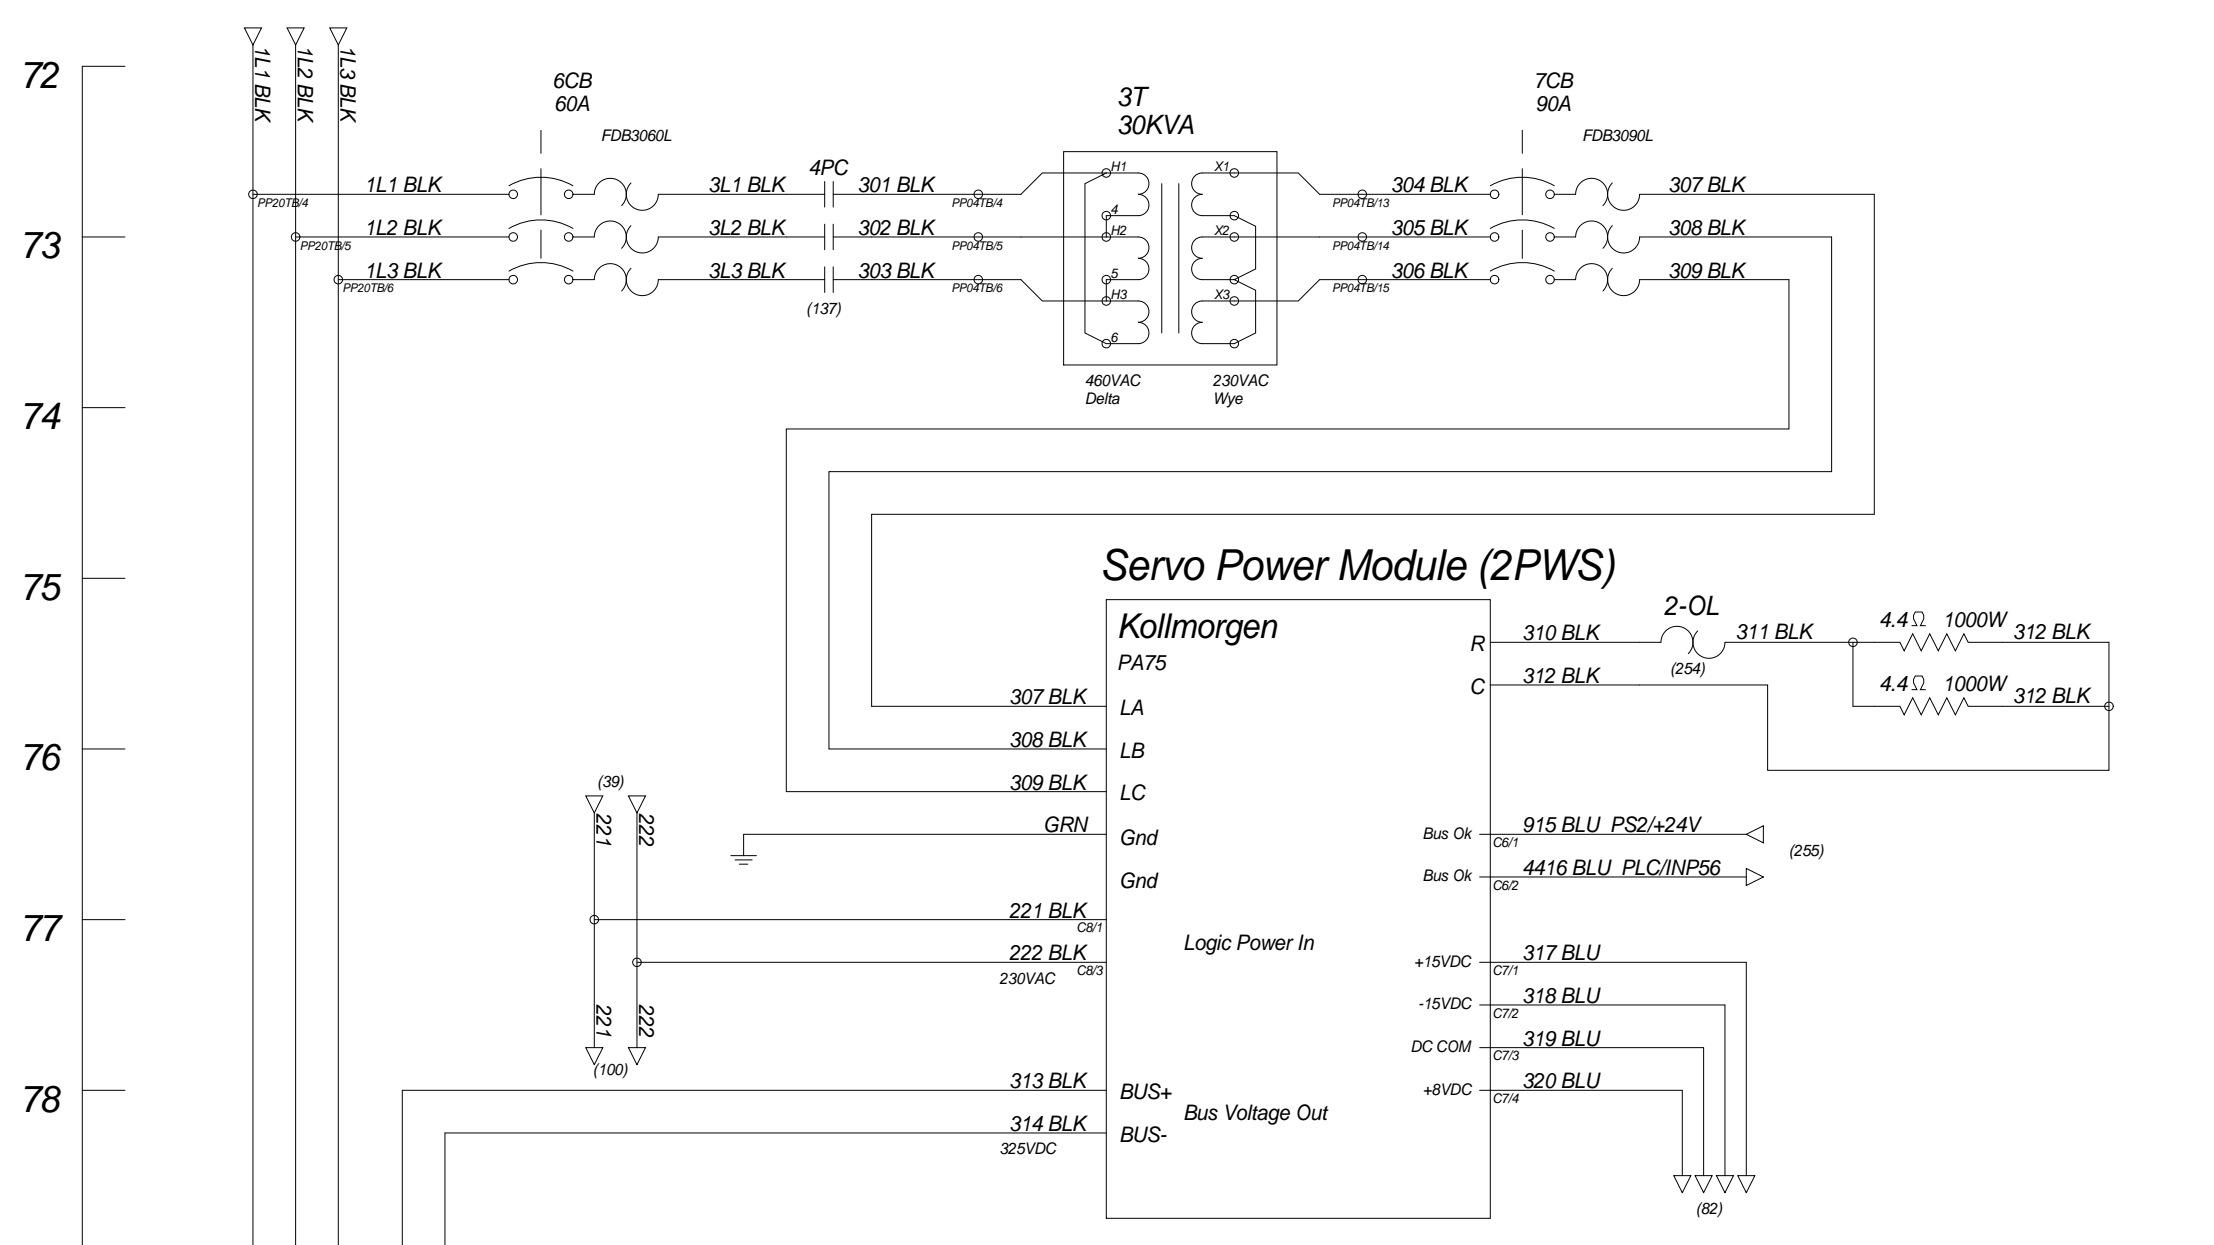 72
1L1 BLK
1L2 BLK
1L3 BLK
6CB
60A
FDB3060L
3T
30KVA
7CB
90A
FDB3090L
4PC
1L1 BLK
3L1 BLK
301 BLK
H1
X1
304 BLK
307 BLK
PP20TB/4
PP04TB/4
PP04TB/13
4
73
1L2 BLK
3L2 BLK
302 BLK
H2
X2
305 BLK
308 BLK
PP20TB/5
PP04TB/5
PP04TB/14
5
1L3 BLK
3L3 BLK
303 BLK
H3
X3
306 BLK
309 BLK
PP20TB/6
PP04TB/6
PP04TB/15
(137)
6
460VAC
Delta
230VAC
Wye
74
75
Servo Power Module (2PWS)
Kollmorgen
PA75
R
310 BLK
2-OL
(254)
311 BLK
4.4Ω 1000W
312 BLK
C
312 BLK
4.4Ω 1000W
312 BLK
307 BLK
LA
76
308 BLK
LB
309 BLK
LC
(39)
221
222
GRN
Gnd
Bus Ok
915 BLU PS2/+24V
C6/1
(255)
Gnd
Bus Ok
4416 BLU PLC/INP56
C6/2
77
221 BLK
C8/1
Logic Power In
222 BLK
C8/3
230VAC
+15VDC
317 BLU
C7/1
-15VDC
318 BLU
C7/2
221
222
(100)
DC COM
319 BLU
C7/3
78
313 BLK
BUS+
+8VDC
320 BLU
C7/4
Bus Voltage Out
314 BLK
BUS-
325VDC
(82)